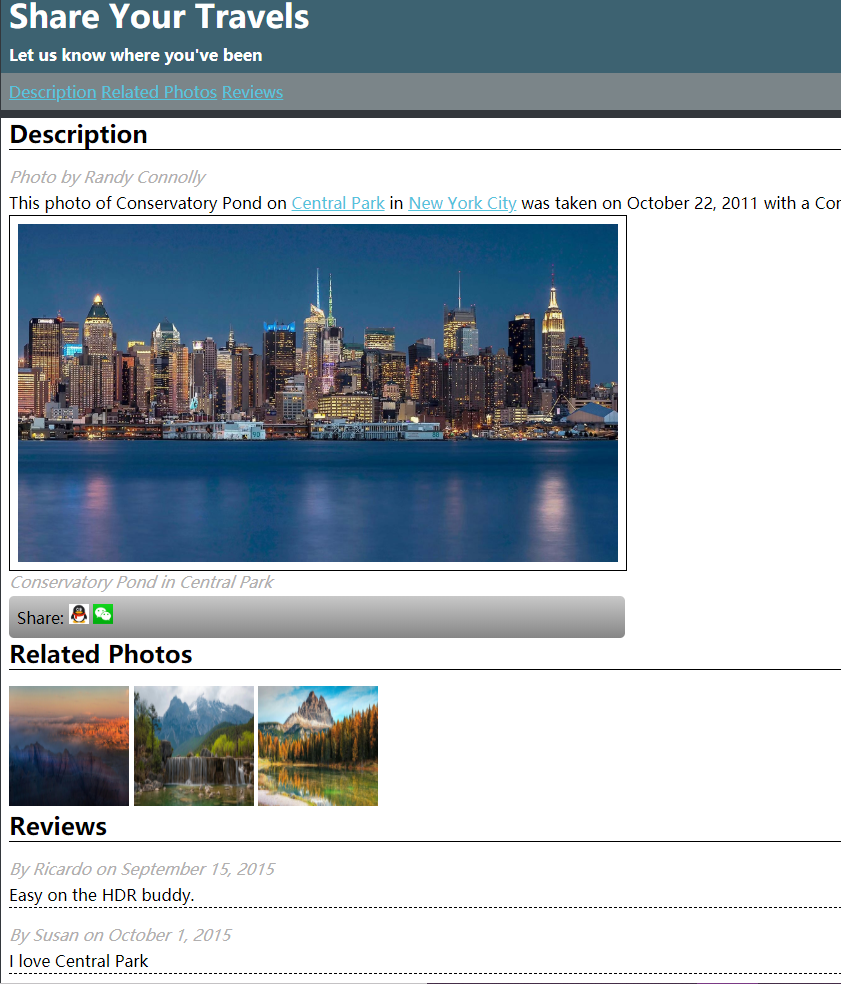 Share Your Travels
Let us know where you've been
Description Related Photos Reviews
Description
Photo by Randy Connolly
This photo of Conservatory Pond on Central Park in New York City was taken on October 22, 2011 with a
Conservatory Pond in Central Park
Share:
Related Photos
Reviews
By Ricardo on September 15, 2015
Easy on the HDR buddy.
By Susan on October 1, 2015
I love Central Park